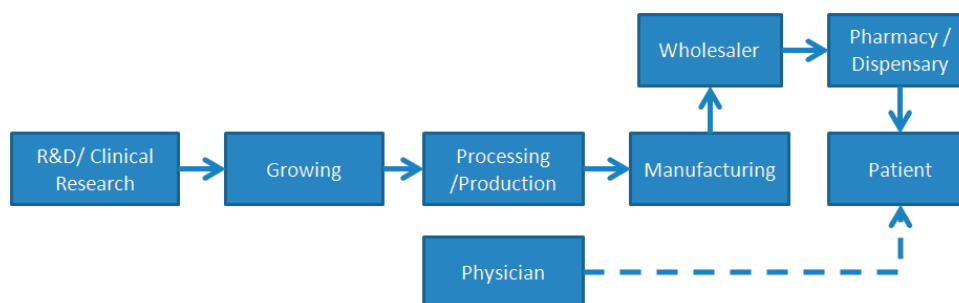 Wholesaler
Pharmacy /
Dispensary
R&D/ Clinical
Research
Growing
Processing
/Production
Manufacturing
Patient
Physician